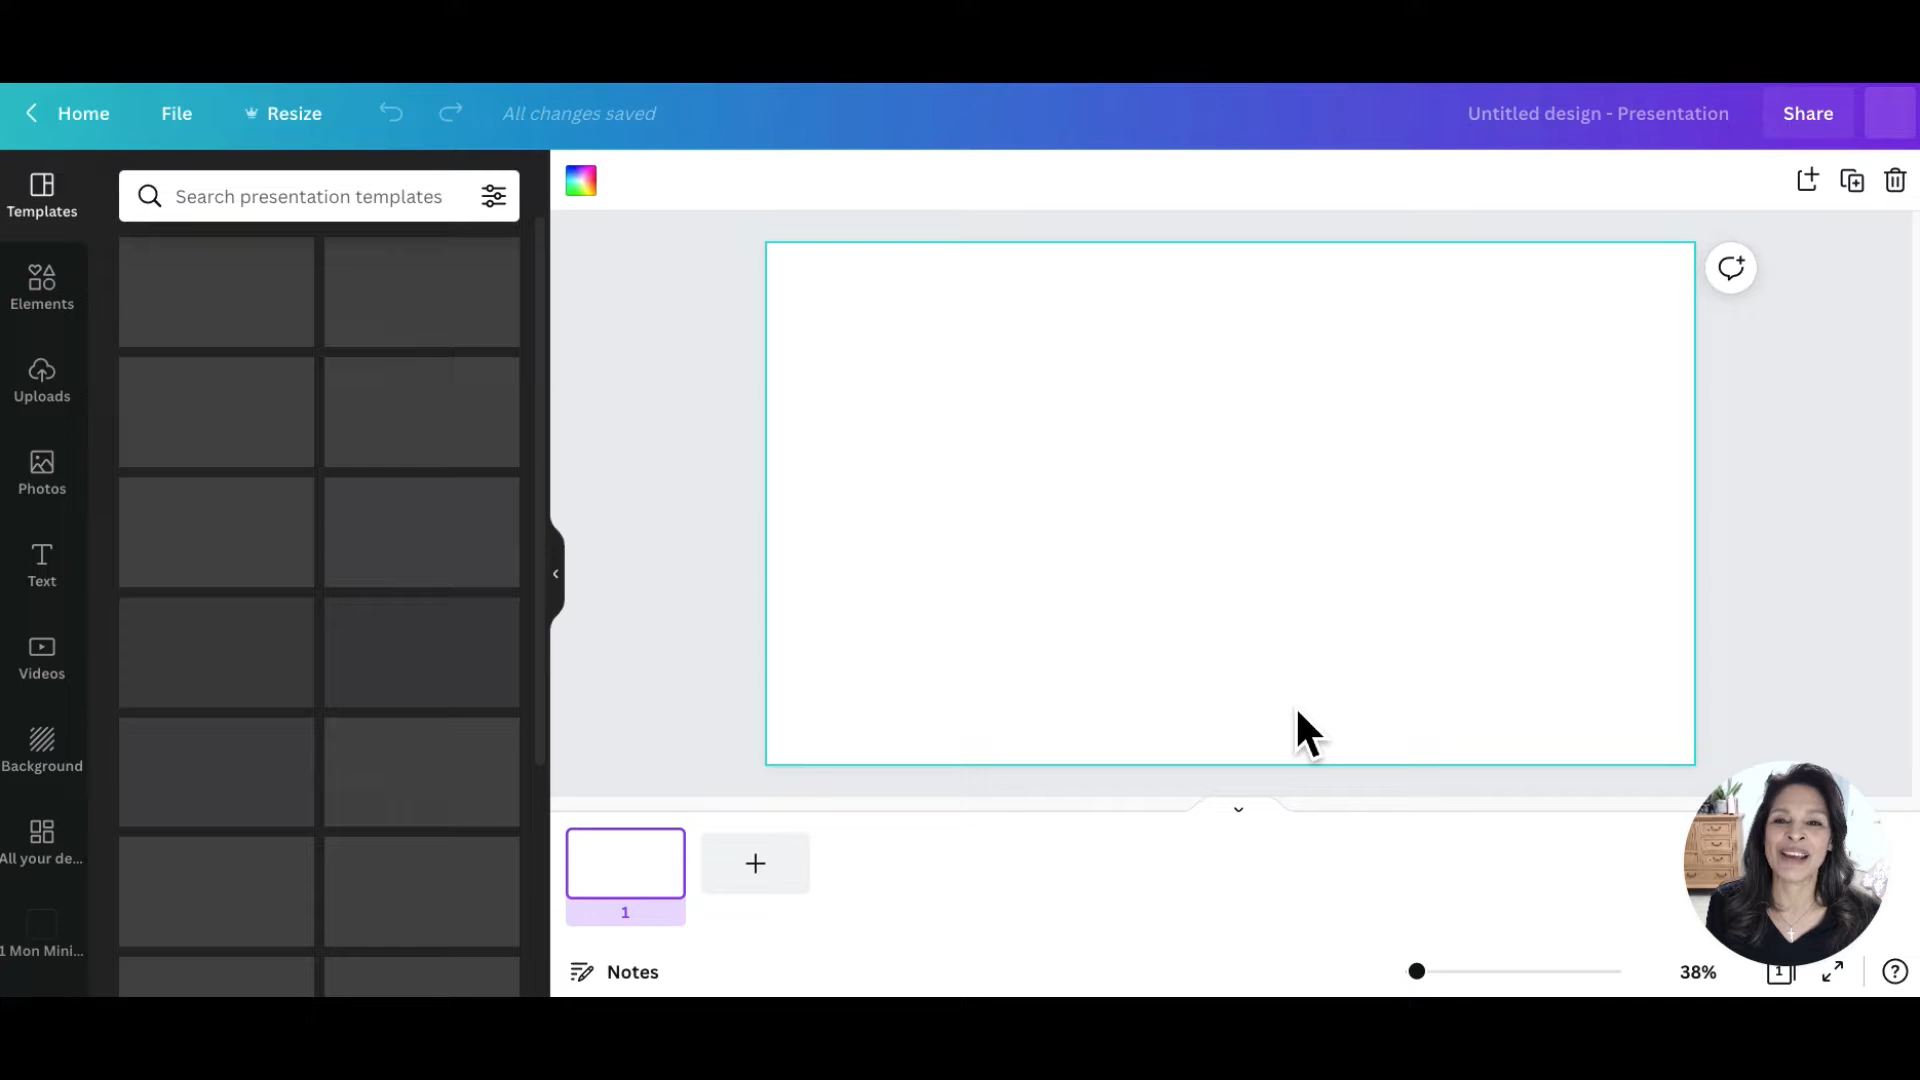 Home File Resize All changes saved Untitled design - Presentation Share
Templates
Search presentation templates
Elements
Uploads
Photos
Text
Videos
Background
All your de...
1 Mon Mini...
1
Notes
38%
1
?